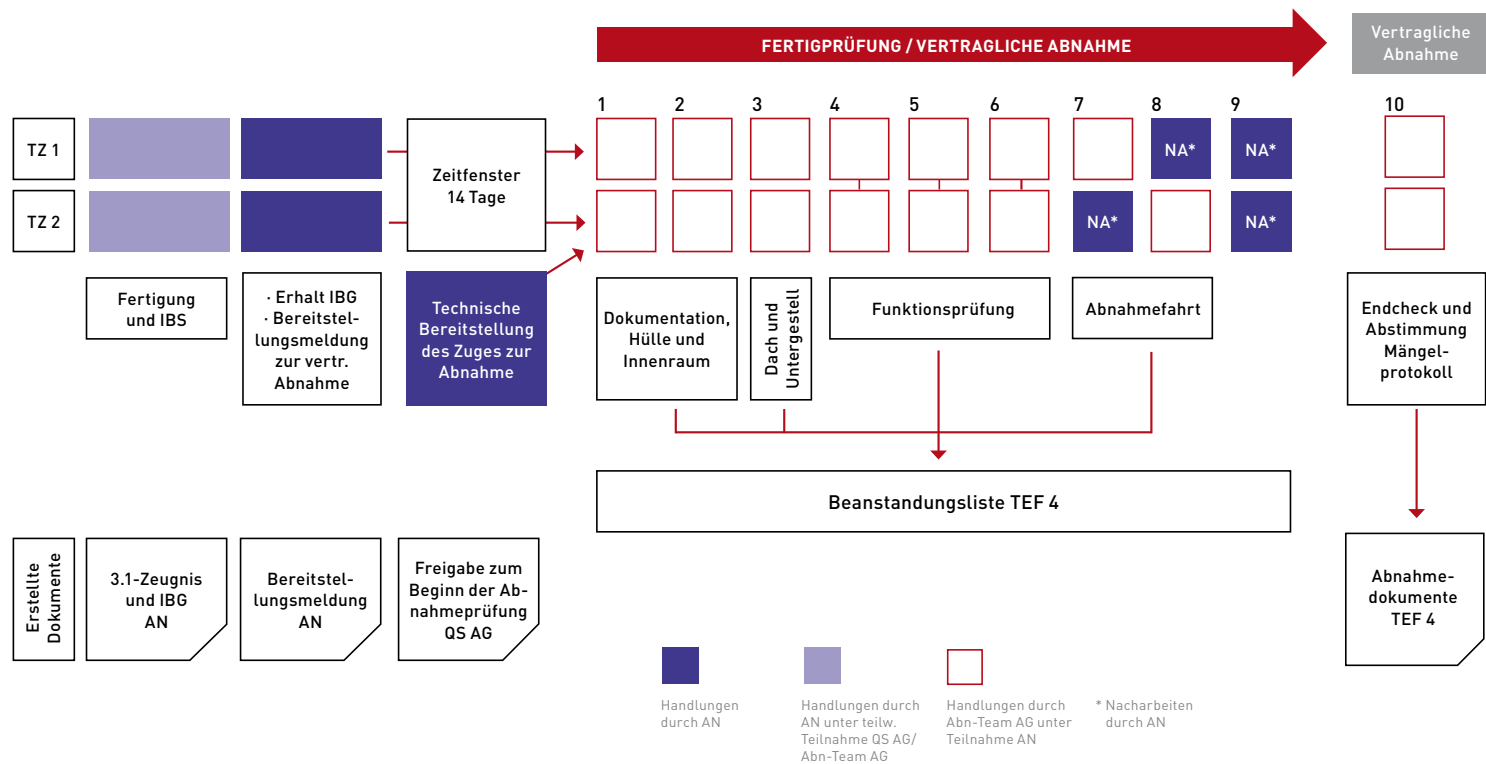 FERTIGPRÜFUNG / VERTRAGLICHE ABNAHME
Vertragliche
Abnahme
1 2 3 4 5 6 7 8 9 10
TZ 1
Zeitfenster
14 Tage
NA*
NA*
TZ 2
NA*
NA*
Fertigung
und IBS
· Erhalt IBG
· Bereitstel-
lungsmeldung
zur vertr.
Abnahme
Technische
Bereitstellung
des Zuges zur
Abnahme
Dokumentation,
Hülle und
Innenraum
Dach und
Untergestell
Funktionsprüfung
Abnahmefahrt
Endcheck und
Abstimmung
Mängel-
protokoll
Beanstandungsliste TEF 4
Erstellte
Dokumente
3.1-Zeugnis
und IBG
AN
Bereitstel-
lungsmeldung
AN
Freigabe zum
Beginn der Ab-
nahmeprüfung
QS AG
Abnahme-
dokumente
TEF 4
Handlungen
durch AN
Handlungen durch
AN unter teilw.
Teilnahme QS AG/
Abn-Team AG
Handlungen durch
Abn-Team AG unter
Teilnahme AN
* Nacharbeiten
durch AN